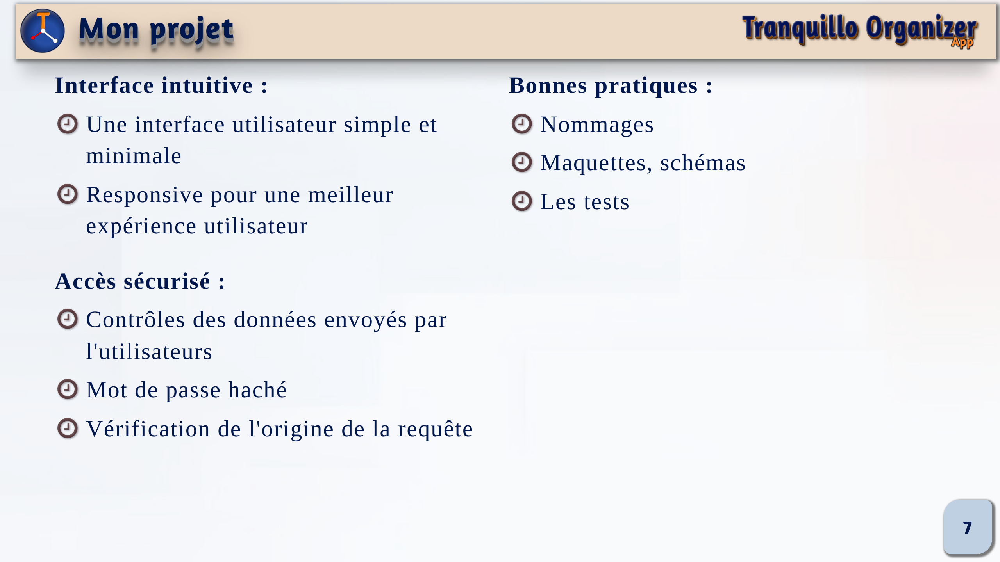 Mon projet
Tranquillo Organizer
App
Interface intuitive :
Une interface utilisateur simple et
minimale
Responsive pour une meilleur
expérience utilisateur
Accès sécurisé :
Contrôles des données envoyés par
l'utilisateurs
Mot de passe haché
Vérification de l'origine de la requête
Bonnes pratiques :
Nommages
Maquettes, schémas
Les tests
7